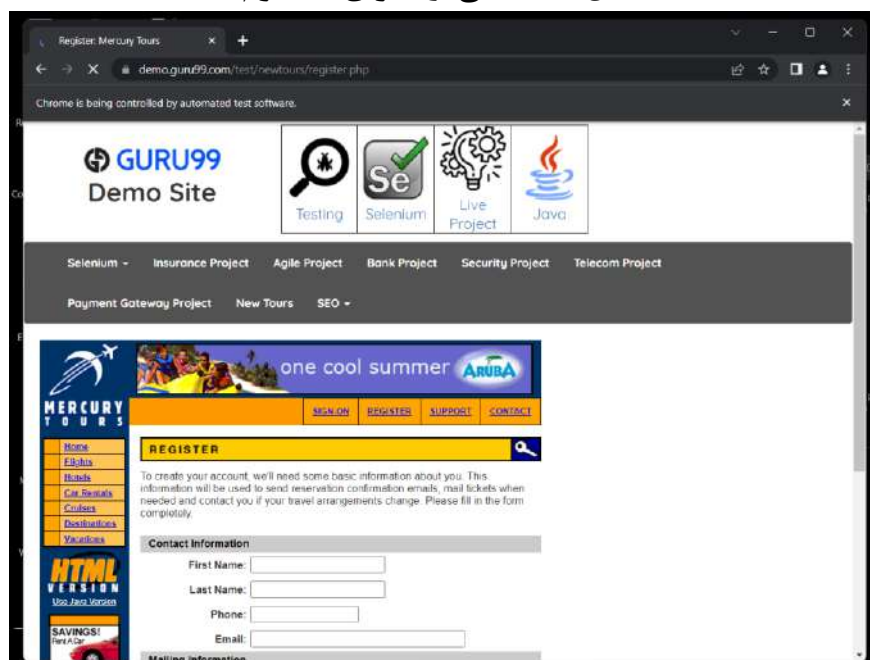 Register: Mercury Tours
demo.guru99.com/test/newtours/register.php
Chrome is being controlled by automated test software.
GURU99
Demo Site
Testing
Se
Selenium
Live
Project
Java
Selenium
Insurance Project
Agile Project
Bank Project
Security Project
Telecom Project
Payment Gateway Project
New Tours
SEO
one cool summer
ARUBA
MERCURY
TOURS
SIGN-ON
REGISTER
SUPPORT
CONTACT
Home
Flights
Hotels
Car Rentals
Cruises
Destinations
Vacations
REGISTER
To create your account, we'll need some basic information about you. This
information will be used to send reservation confirmation emails, mail tickets when
needed and contact you if your travel arrangements change. Please fill in the form
completely.
Contact Information
First Name:
Last Name:
Phone:
Email:
Mailing Information
HTML
VERSION
Use Java Version
SAVINGS!
Rent A Car